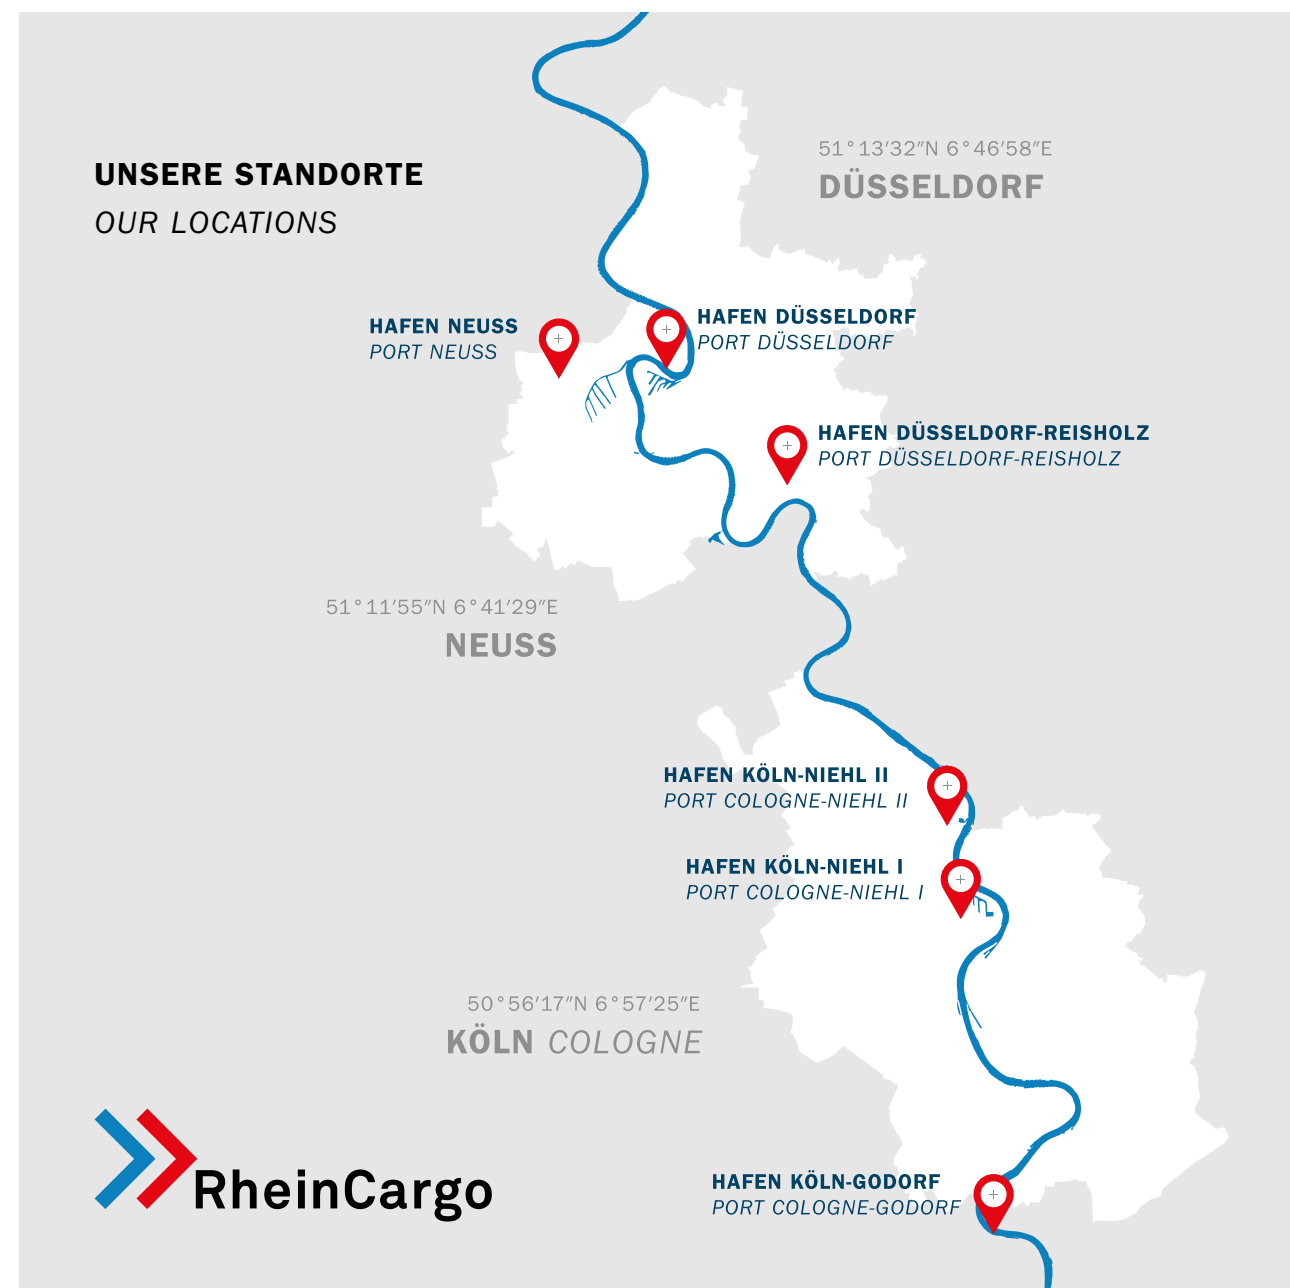 UNSERE STANDORTE
OUR LOCATIONS
51°13′32″N 6°46′58″E
DÜSSELDORF
HAFEN NEUSS
PORT NEUSS
HAFEN DÜSSELDORF
PORT DÜSSELDORF
HAFEN DÜSSELDORF-REISHOLZ
PORT DÜSSELDORF-REISHOLZ
51°11′55″N 6°41′29″E
NEUSS
HAFEN KÖLN-NIEHL II
PORT COLOGNE-NIEHL II
HAFEN KÖLN-NIEHL I
PORT COLOGNE-NIEHL I
50°56′17″N 6°57′25″E
KÖLN COLOGNE
HAFEN KÖLN-GODORF
PORT COLOGNE-GODORF
RheinCargo